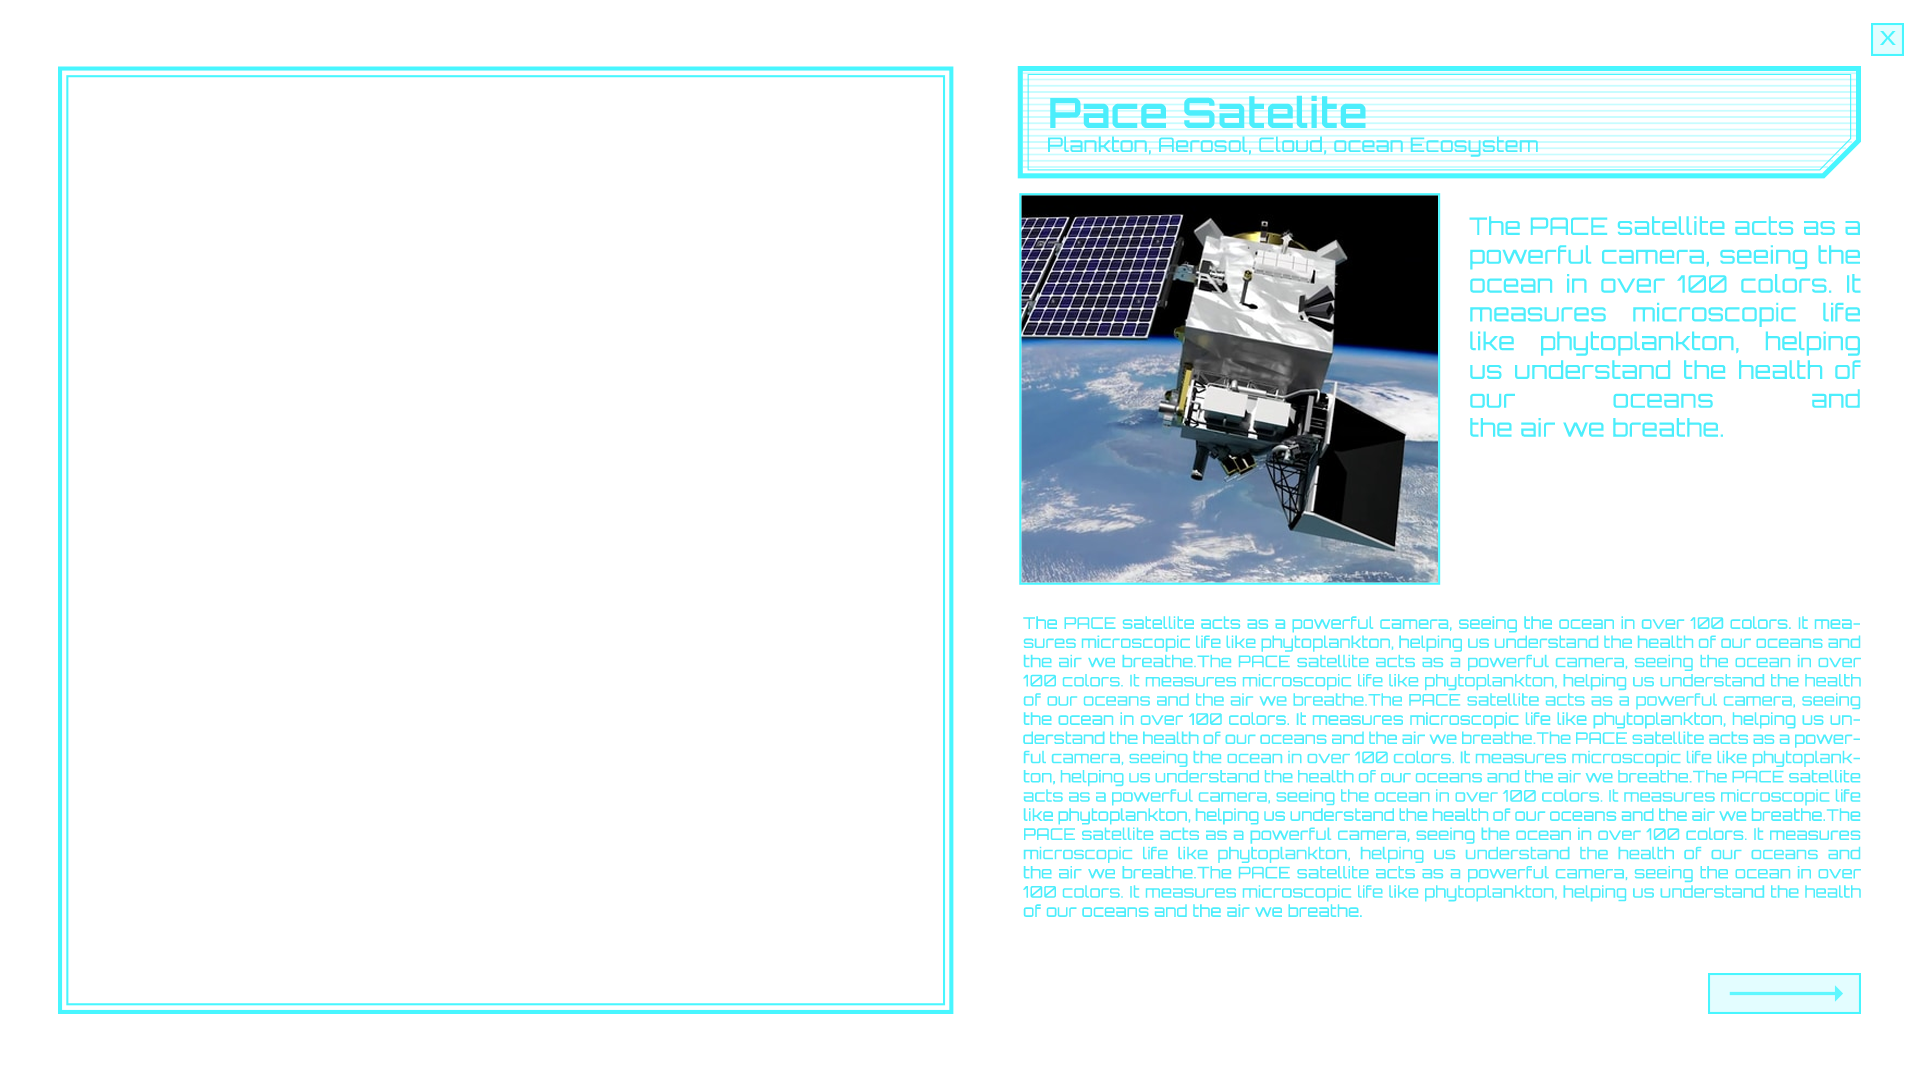 X
Pace Satelite
Plankton, Aerosol, Cloud, ocean Ecosystem
The PACE satellite acts as a
powerful camera, seeing the
ocean in over 100 colors. It
measures microscopic life
like phytoplankton, helping
us understand the health of
our oceans and
the air we breathe.
The PACE satellite acts as a powerful camera, seeing the ocean in over 100 colors. It mea-
sures microscopic life like phytoplankton, helping us understand the health of our oceans and
the air we breathe.The PACE satellite acts as a powerful camera, seeing the ocean in over
100 colors. It measures microscopic life like phytoplankton, helping us understand the health
of our oceans and the air we breathe.The PACE satellite acts as a powerful camera, seeing
the ocean in over 100 colors. It measures microscopic life like phytoplankton, helping us un-
derstand the health of our oceans and the air we breathe.The PACE satellite acts as a power-
ful camera, seeing the ocean in over 100 colors. It measures microscopic life like phytoplank-
ton, helping us understand the health of our oceans and the air we breathe.The PACE satellite
acts as a powerful camera, seeing the ocean in over 100 colors. It measures microscopic life
like phytoplankton, helping us understand the health of our oceans and the air we breathe.The
PACE satellite acts as a powerful camera, seeing the ocean in over 100 colors. It measures
microscopic life like phytoplankton, helping us understand the health of our oceans and
the air we breathe.The PACE satellite acts as a powerful camera, seeing the ocean in over
100 colors. It measures microscopic life like phytoplankton, helping us understand the health
of our oceans and the air we breathe.